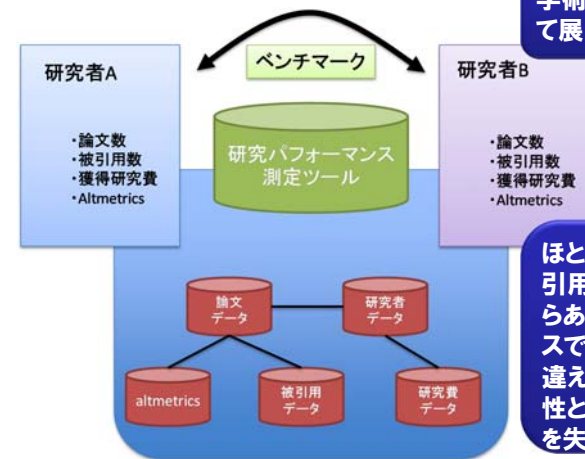 学術
て展
ベンチマーク
研究者A
・論文数
・被引用数
・獲得研究費
・Altmetrics
研究者B
・論文数
・被引用数
・獲得研究費
・Altmetrics
研究パフォーマンス
測定ツール
論文
データ
研究者
データ
altmetrics
被引用
データ
研究費
データ
ほと
引用
らあ
スで
違え
性と
を失